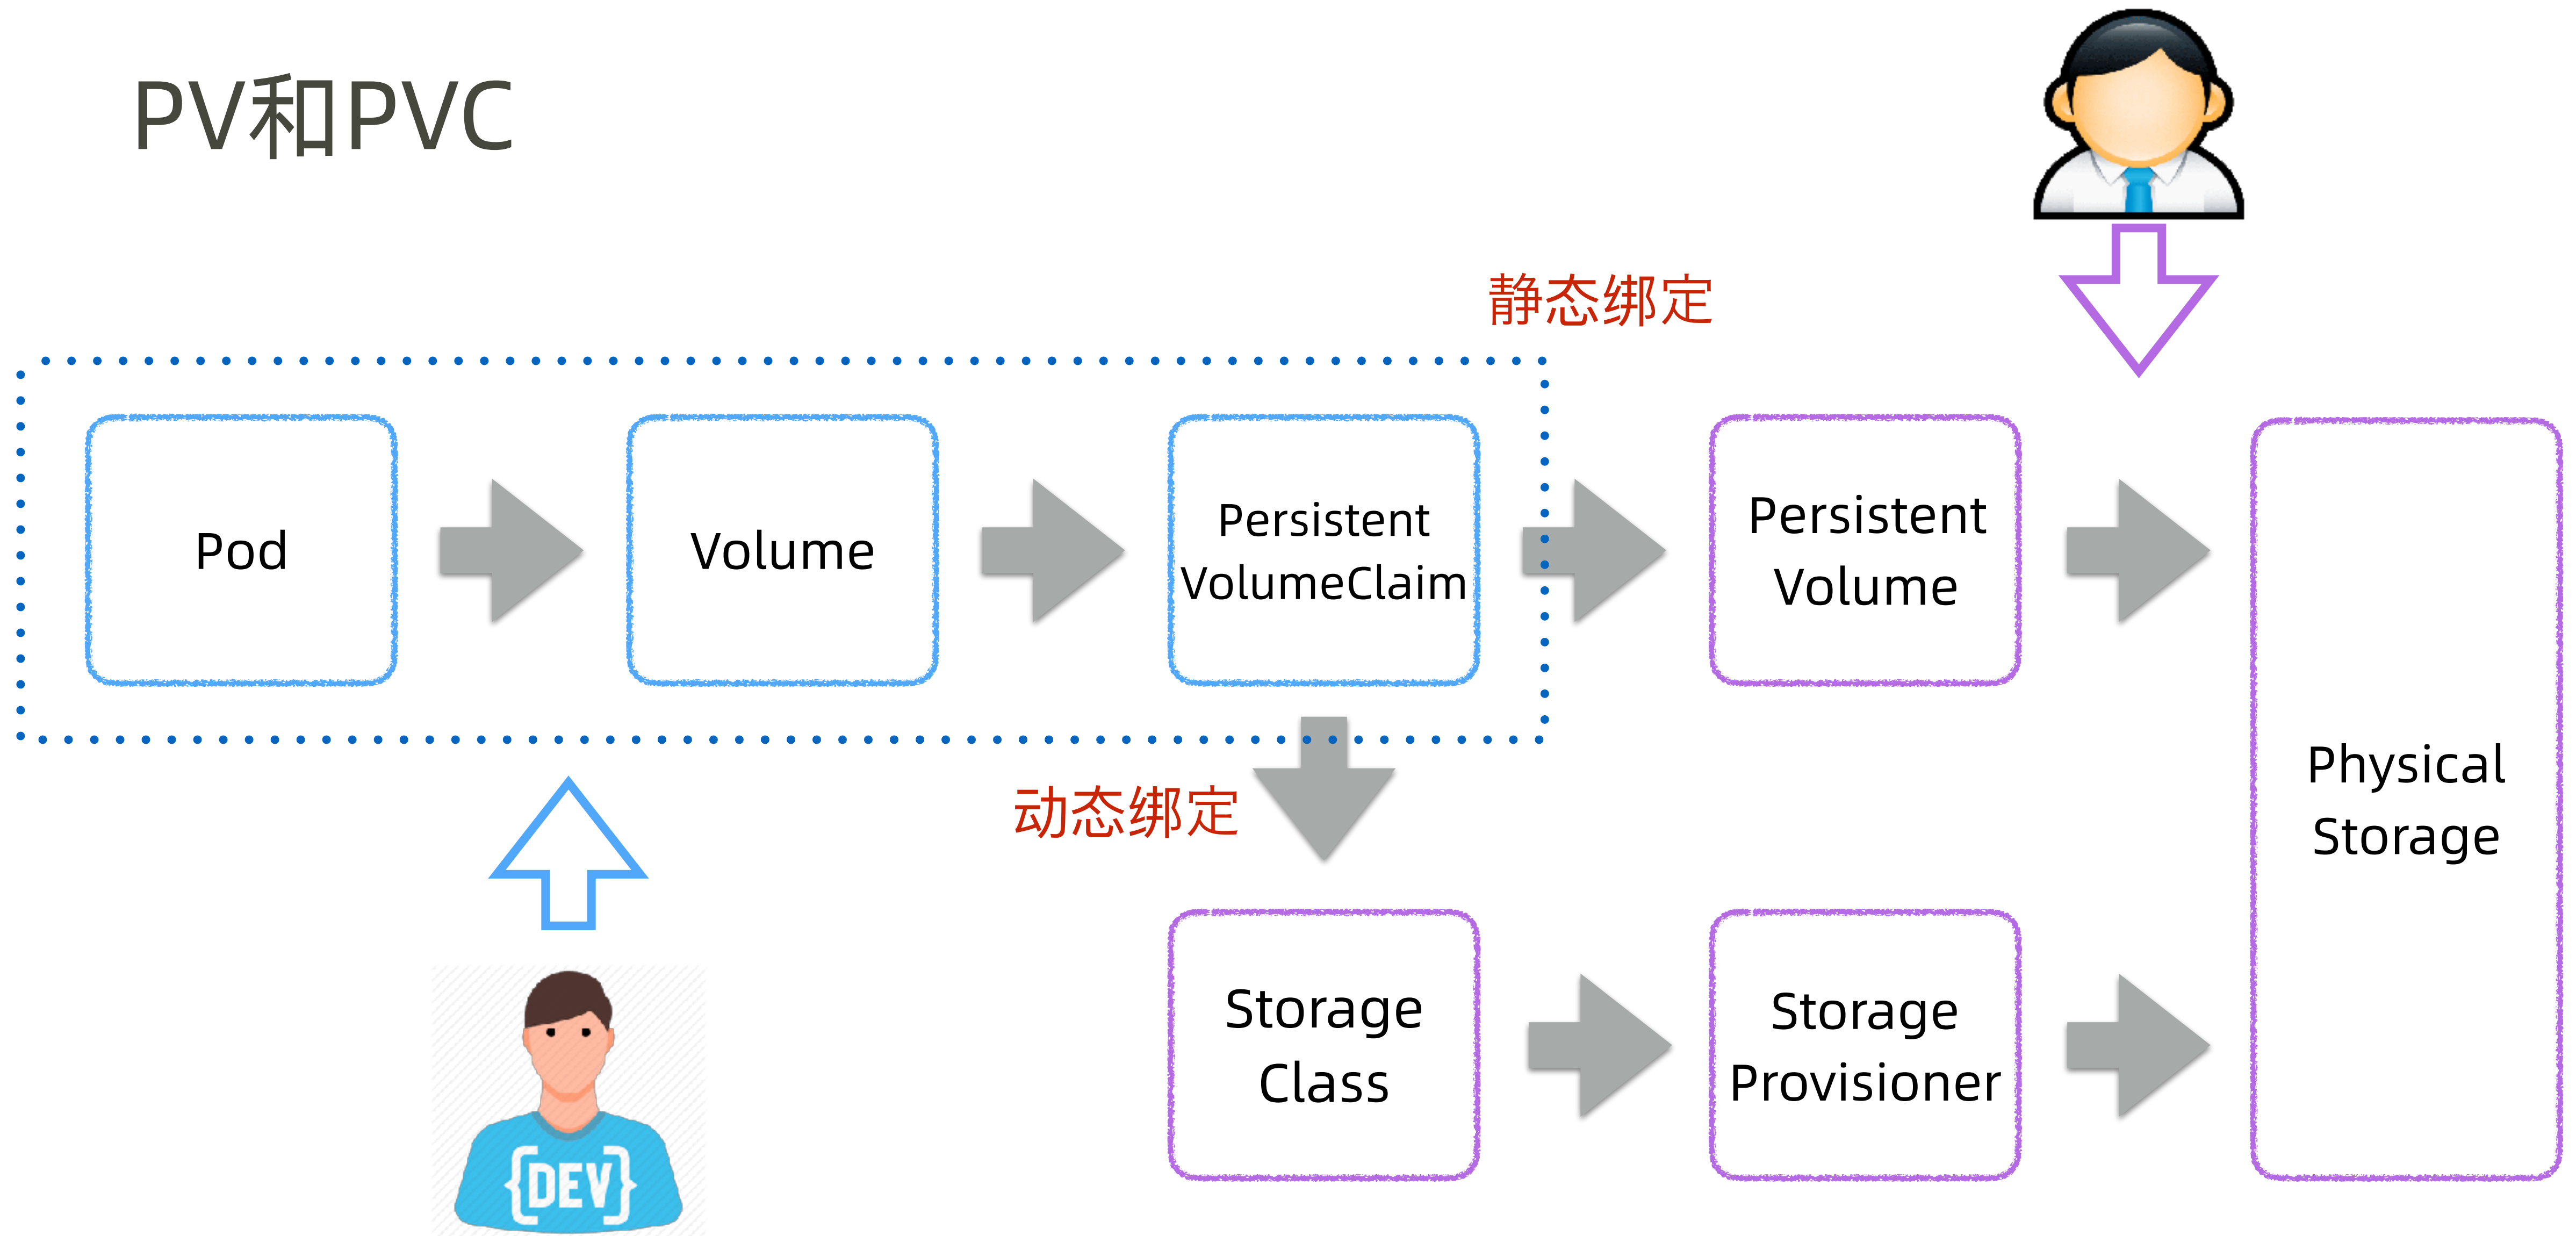 PV和PVC
静态绑定
Pod
Volume
Persistent
VolumeClaim
Persistent
Volume
Physical
Storage
动态绑定
Storage
Class
Storage
Provisioner
{DEV}